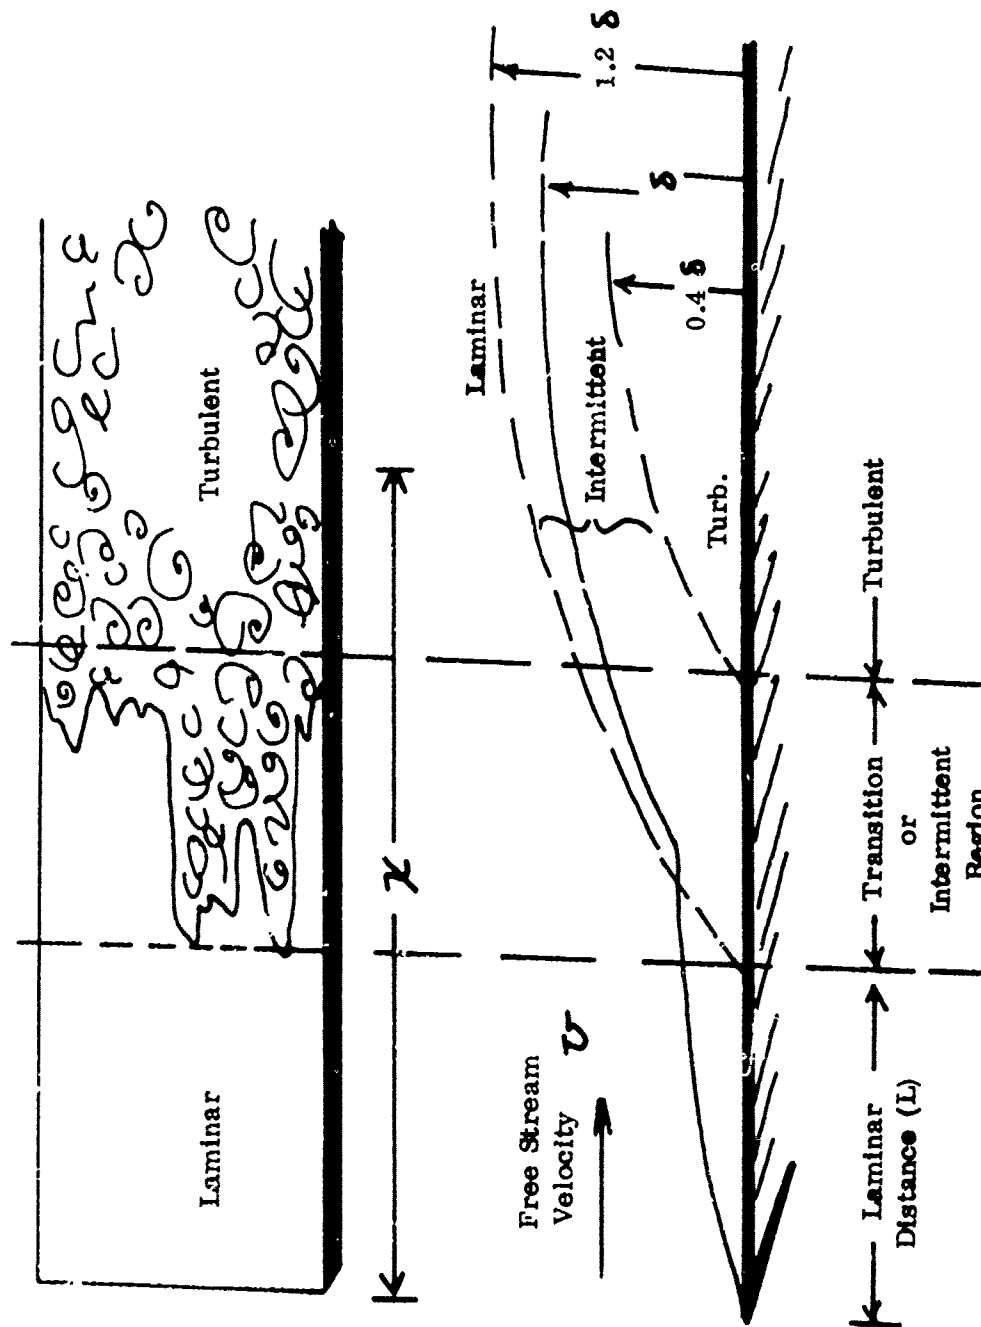 Laminar
Turbulent
x
Free Stream
Velocity
U
Laminar
Intermittent
Turb.
0.4 δ
δ
1.2 δ
Laminar
Distance (L)
Transition
or
Intermittent
Region
Turbulent